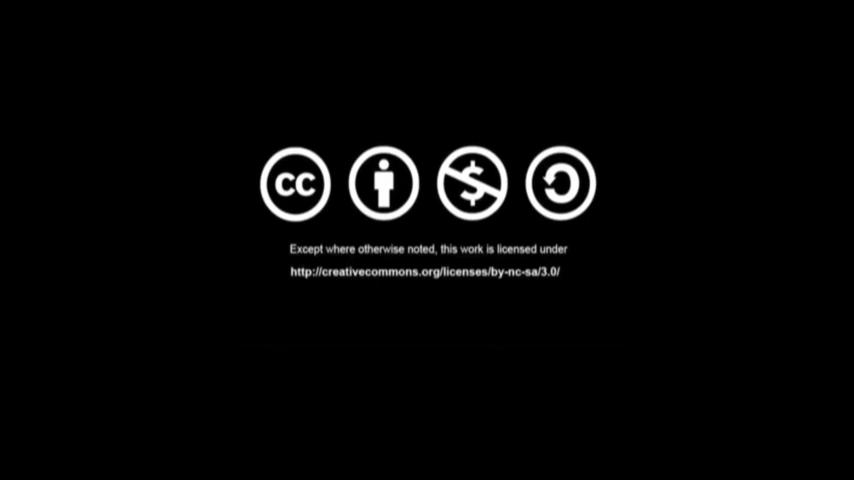 cc
Except where otherwise noted, this work is licensed under
http://creativecommons.org/licenses/by-nc-sa/3.0/